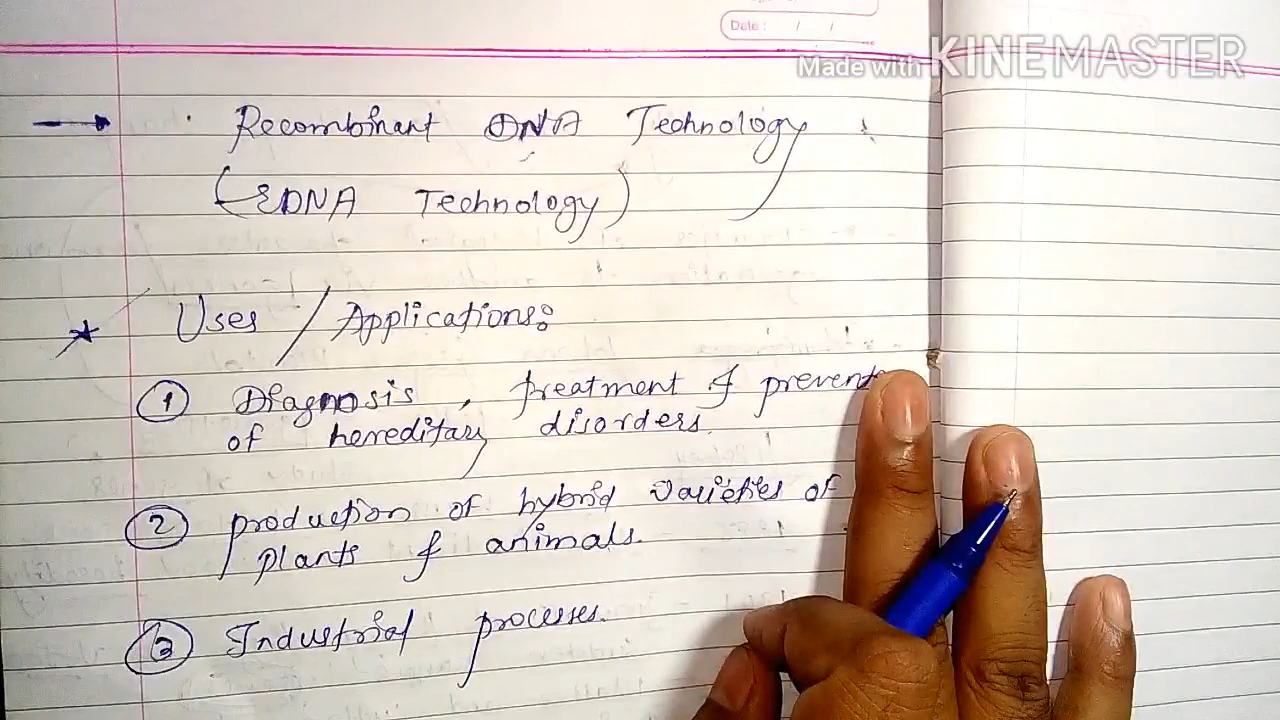 Date : / /
Made with KINEMASTER
Recombinant DNA Technology
(rDNA Technology)
Uses / Applications:
① Diagnosis, treatment & prevent
of hereditary disorders.
② production of hybrid varieties of
plants & animals.
③ Industrial processes.